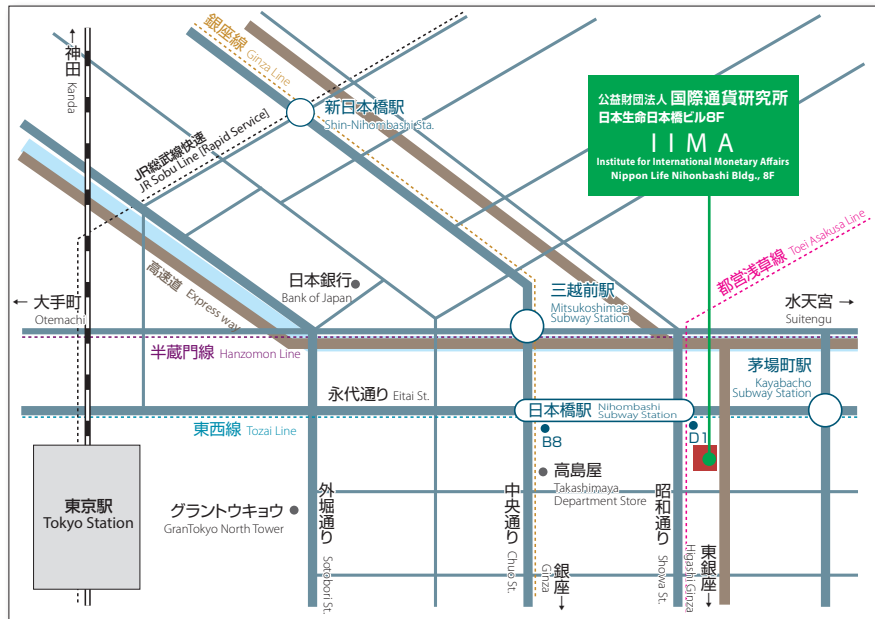 神田
Kanda
銀座線 Ginza Line
新日本橋駅
Shin-Nihombashi Sta.
JR総武線快速
JR Sobu Line [Rapid Service]
公益財団法人 国際通貨研究所
日本生命日本橋ビル8F
IIMA
Institute for International Monetary Affairs
Nippon Life Nihonbashi Bldg., 8F
都営浅草線 Toei Asakusa Line
高速道 Express way
日本銀行
Bank of Japan
三越前駅
Mitsukoshimae
Subway Station
← 大手町
Otemachi
水天宮 →
Suitengu
半蔵門線 Hanzomon Line
茅場町駅
Kayabacho
Subway Station
永代通り Eitai St.
日本橋駅 Nihombashi
Subway Station
東西線 Tozai Line
B8
D1
東京駅
Tokyo Station
高島屋
Takashimaya
Department Store
グラントウキョウ
GranTokyo North Tower
外堀通り
Sotobori St.
中央通り
Chuo St.
銀座
Ginza
昭和通り
Showa St.
東銀座
Higashi Ginza